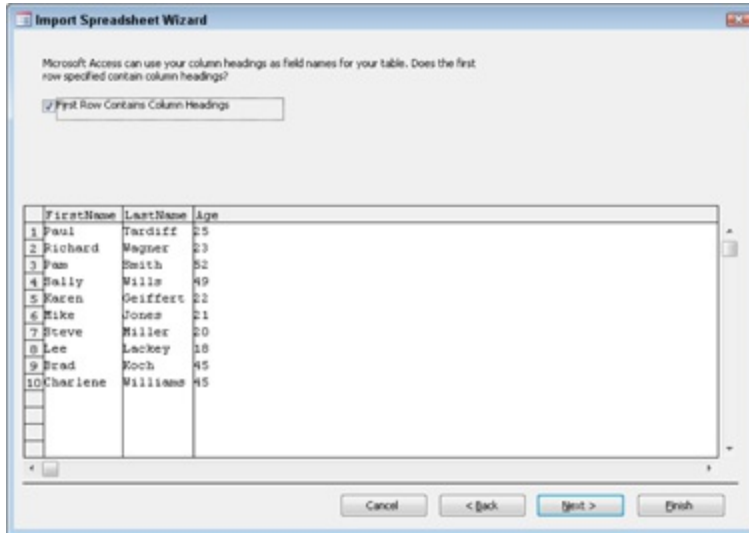 Import Spreadsheet Wizard
Microsoft Access can use your column headings as field names for your table. Does the first
row specified contain column headings?
First Row Contains Column Headings
FirstName LastName Age
1 Paul Tardiff 25
2 Richard Wagner 23
3 Pam Smith 52
4 Sally Wills 49
5 Karen Geiffert 22
6 Mike Jones 21
7 Steve Miller 20
8 Lee Lackey 18
9 Brad Koch 45
10 Charlene Williams 45
Cancel < Back Next > Finish